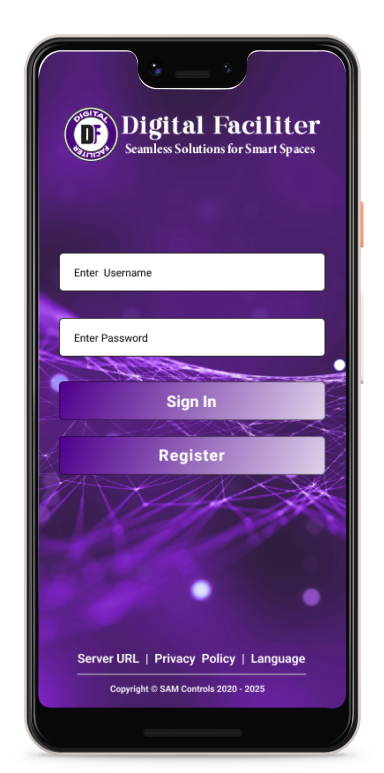 DIGITAL
DF
FACILITER
Digital Faciliter
Seamless Solutions for Smart Spaces
Enter Username
Enter Password
Sign In
Register
Server URL | Privacy Policy | Language
Copyright © SAM Controls 2020 - 2025